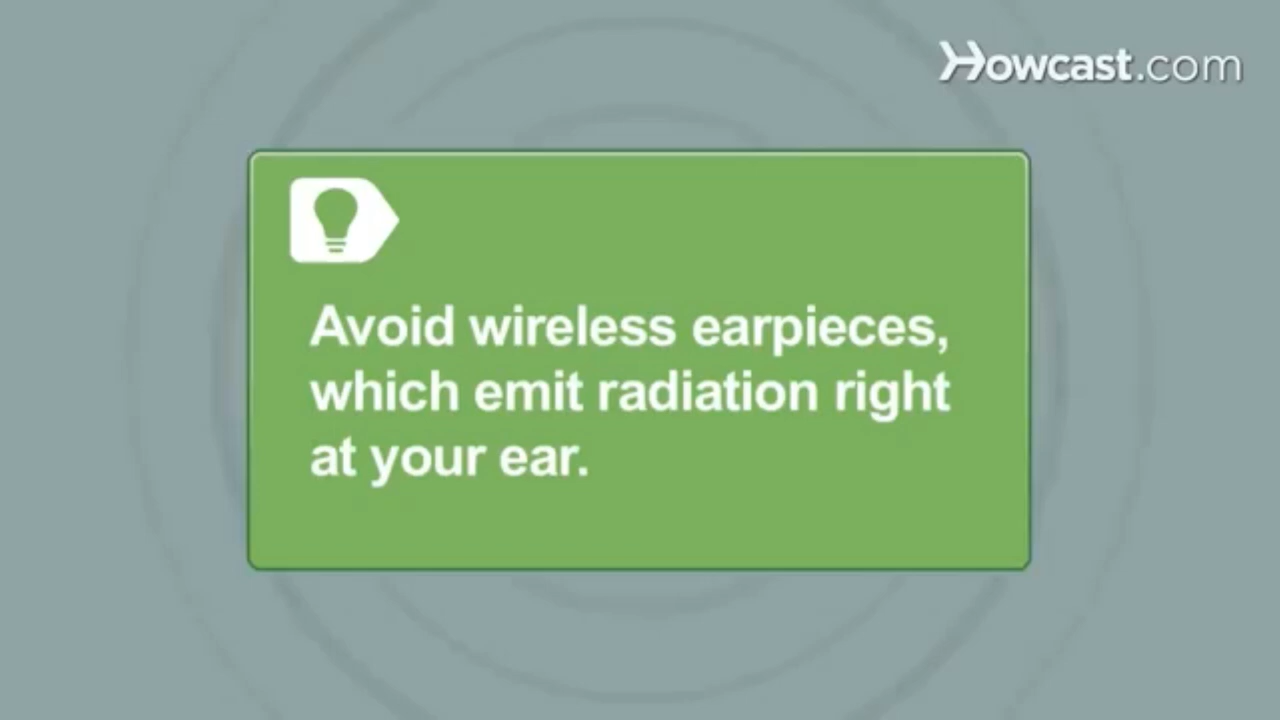 Howcast.com
Avoid wireless earpieces,
which emit radiation right
at your ear.